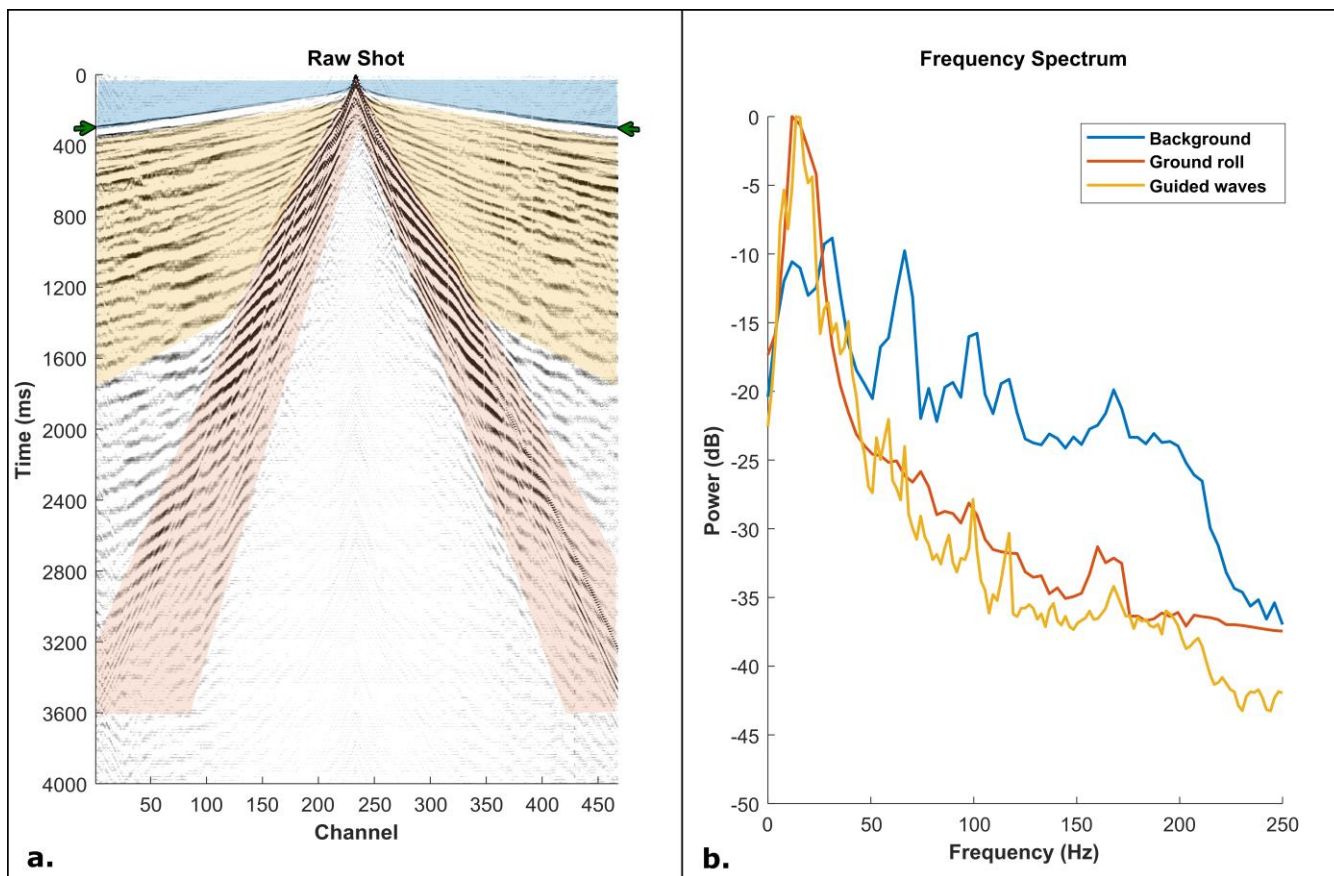 Raw Shot
0
400
800
1200
1600
2000
2400
2800
3200
3600
4000
Time (ms)
50 100 150 200 250 300 350 400 450
Channel
a.
Frequency Spectrum
Background
Ground roll
Guided waves
0
-5
-10
-15
-20
-25
-30
-35
-40
-45
-50
Power (dB)
0 50 100 150 200 250
Frequency (Hz)
b.